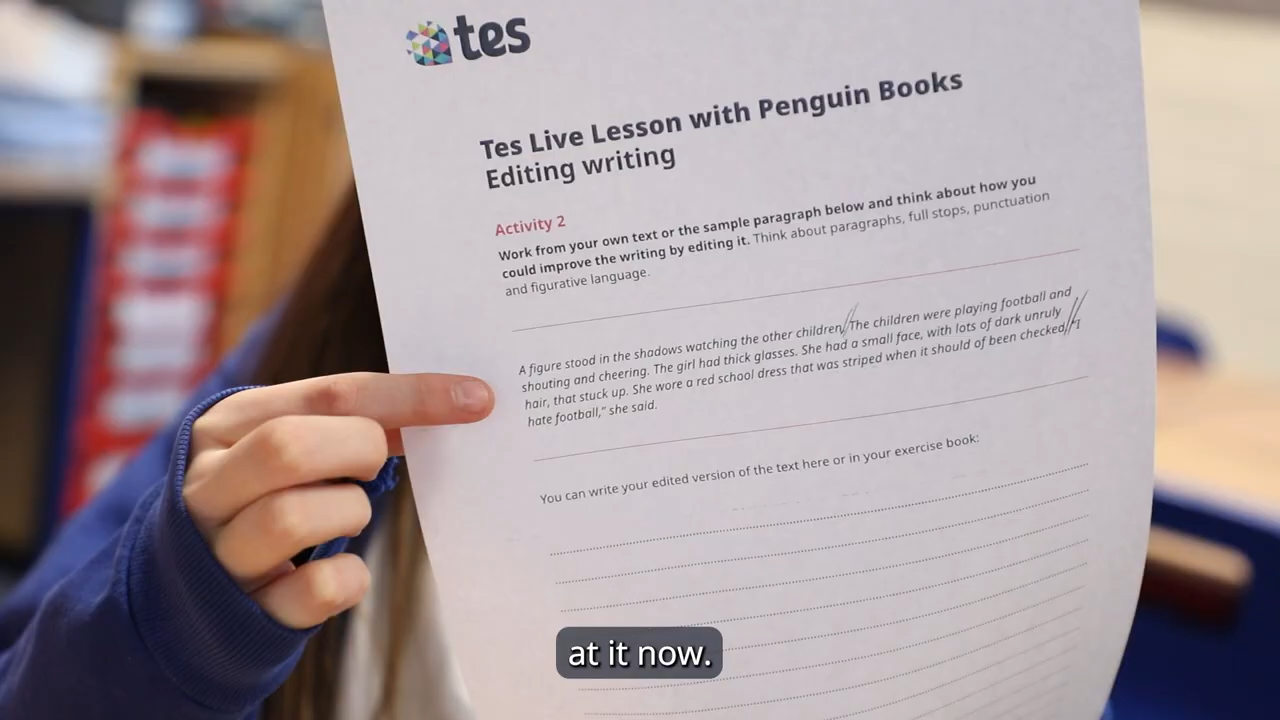 tes
Tes Live Lesson with Penguin Books
Editing writing
Activity 2
Work from your own text or the sample paragraph below and think about how you
could improve the writing by editing it. Think about paragraphs, full stops, punctuation
and figurative language.
A figure stood in the shadows watching the other children. The children were playing football and
shouting and cheering. The girl had thick glasses. She had a small face, with lots of dark unruly
hair, that stuck up. She wore a red school dress that was striped when it should of been checked. "I
hate football," she said.
You can write your edited version of the text here or in your exercise book:
at it now.